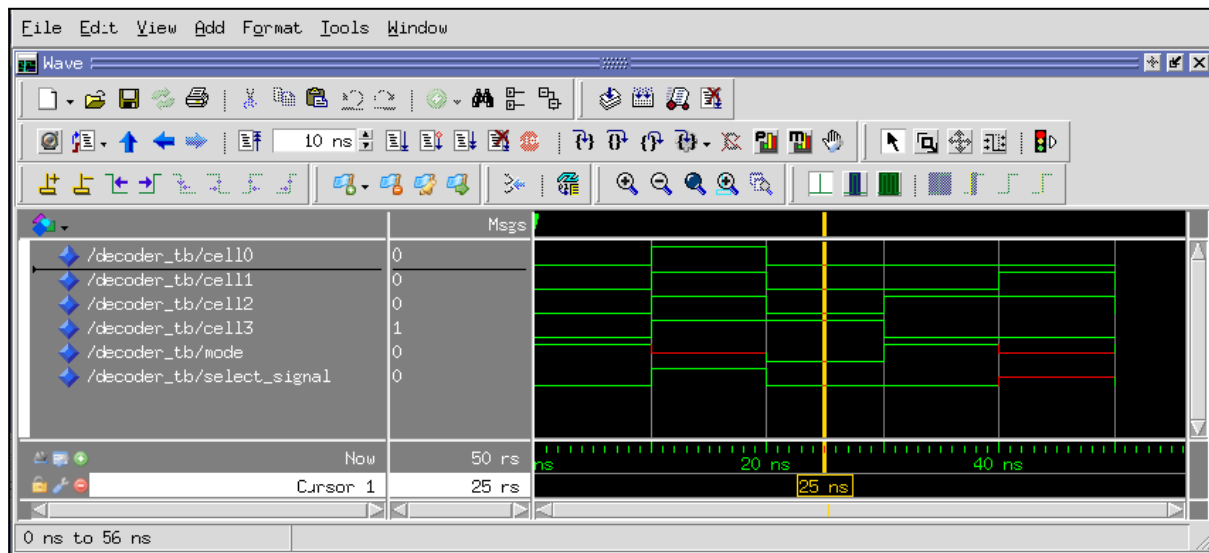 File Edit View Add Format Tools Window
Wave
10 ns
Msgs
/decoder_tb/cell0 0
/decoder_tb/cell1 0
/decoder_tb/cell2 0
/decoder_tb/cell3 1
/decoder_tb/mode 0
/decoder_tb/select_signal 0
Now 50 rs
ns 20 ns 40 ns
Cursor 1 25 rs
25 ns
0 ns to 56 ns